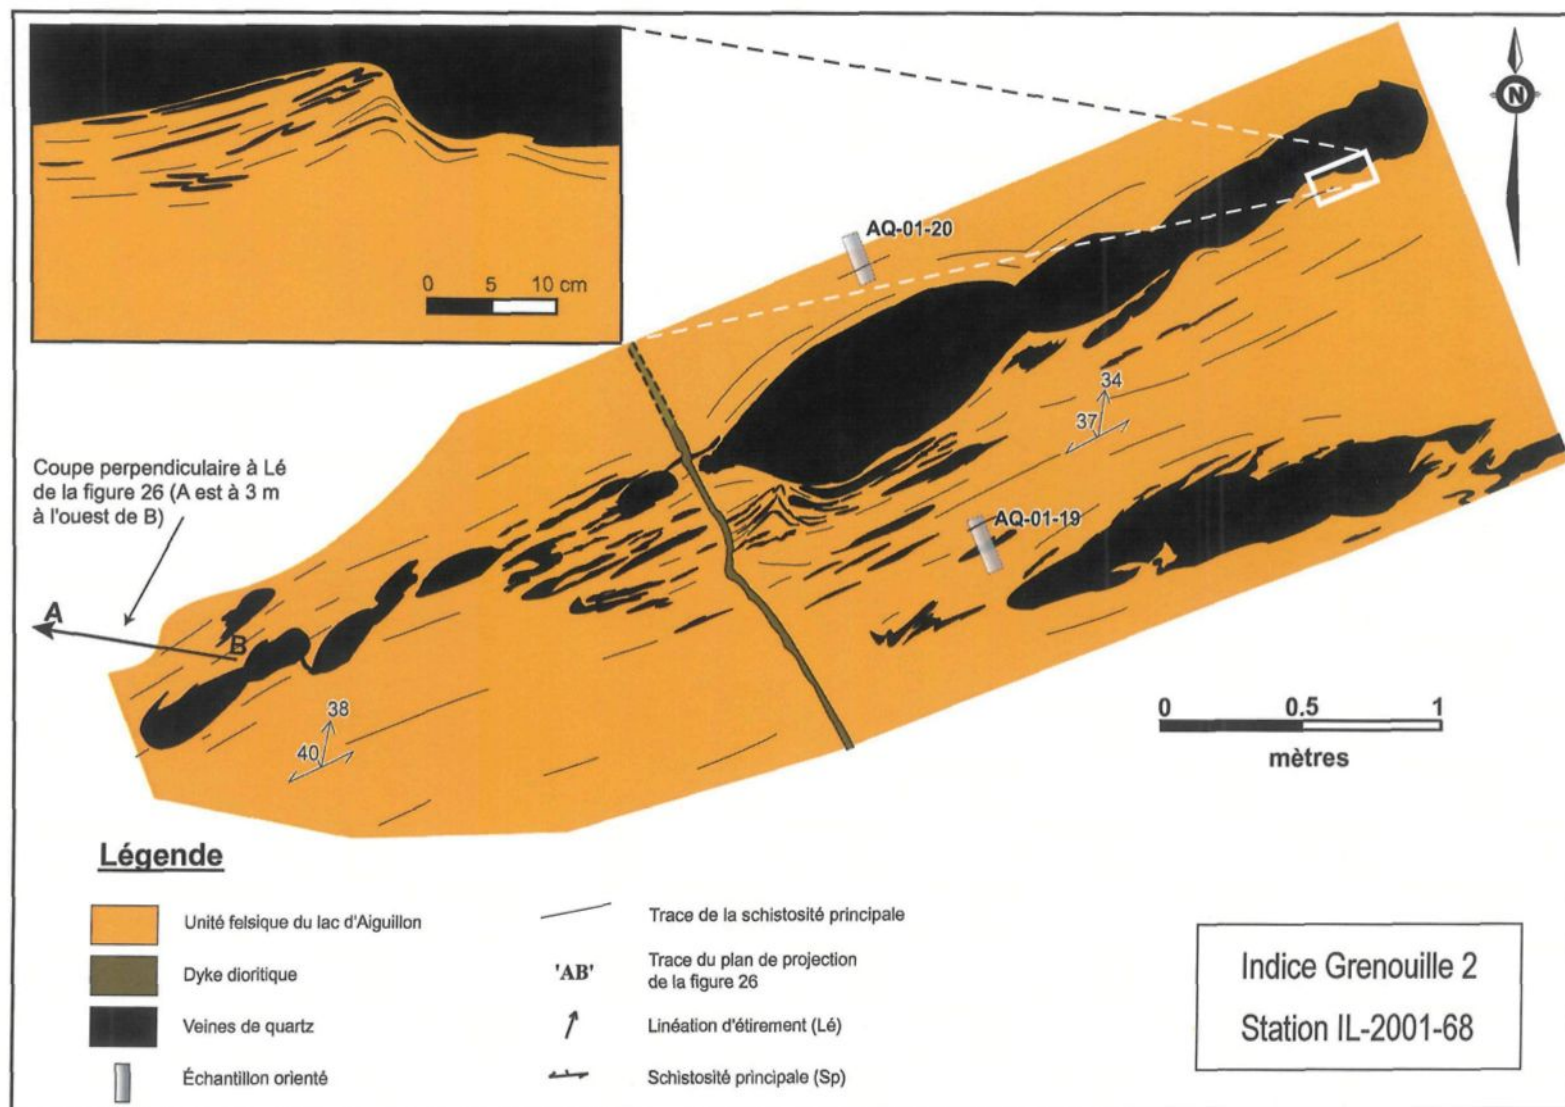 0 5 10 cm
N
AQ-01-20
34
37
Coupe perpendiculaire à Lé
de la figure 26 (A est à 3 m
à l'ouest de B)
AQ-01-19
A
B
38
40
0 0.5 1
mètres
Légende
Unité felsique du lac d'Aiguillon
Dyke dioritique
Veines de quartz
Échantillon orienté
Trace de la schistosité principale
'AB' Trace du plan de projection
de la figure 26
Linéation d'étirement (Lé)
Schistosité principale (Sp)
Indice Grenouille 2
Station IL-2001-68